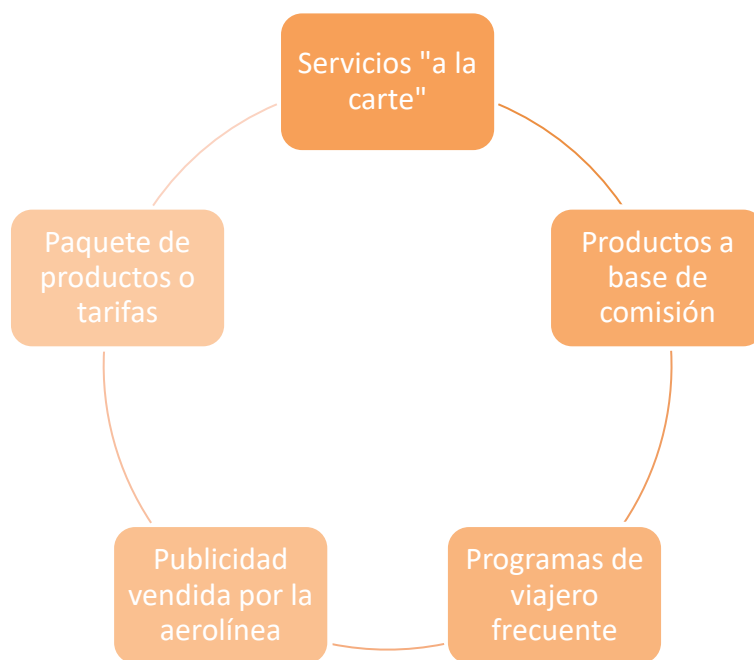 Servicios "a la
carte"
Productos a
base de
comisión
Programas de
viajero
frecuente
Publicidad
vendida por la
aerolínea
Paquete de
productos o
tarifas